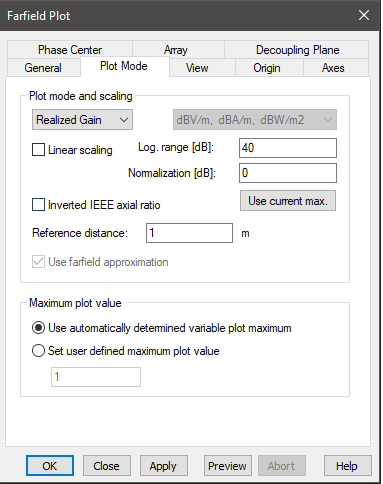 Farfield Plot
Phase Center Array Decoupling Plane
General Plot Mode View Origin Axes
Plot mode and scaling
Realized Gain dBV/m, dBA/m, dBW/m2
Linear scaling Log. range [dB]: 40
Normalization [dB]: 0
Inverted IEEE axial ratio Use current max.
Reference distance: 1 m
Use farfield approximation
Maximum plot value
Use automatically determined variable plot maximum
Set user defined maximum plot value
1
OK Close Apply Preview Abort Help